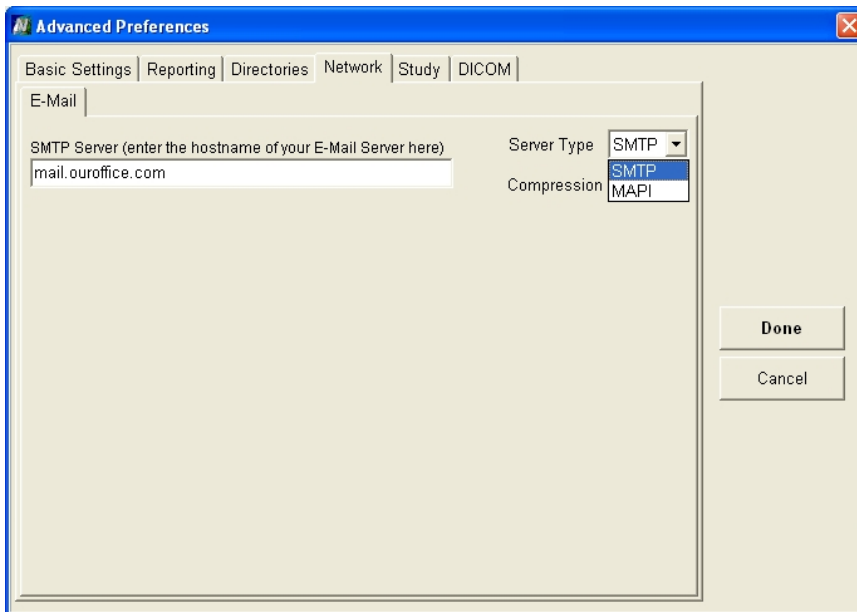 Advanced Preferences
Basic Settings Reporting Directories Network Study DICOM
E-Mail
SMTP Server (enter the hostname of your E-Mail Server here)
mail.ouroffice.com
Server Type SMTP
SMTP
Compression
MAPI
Done
Cancel